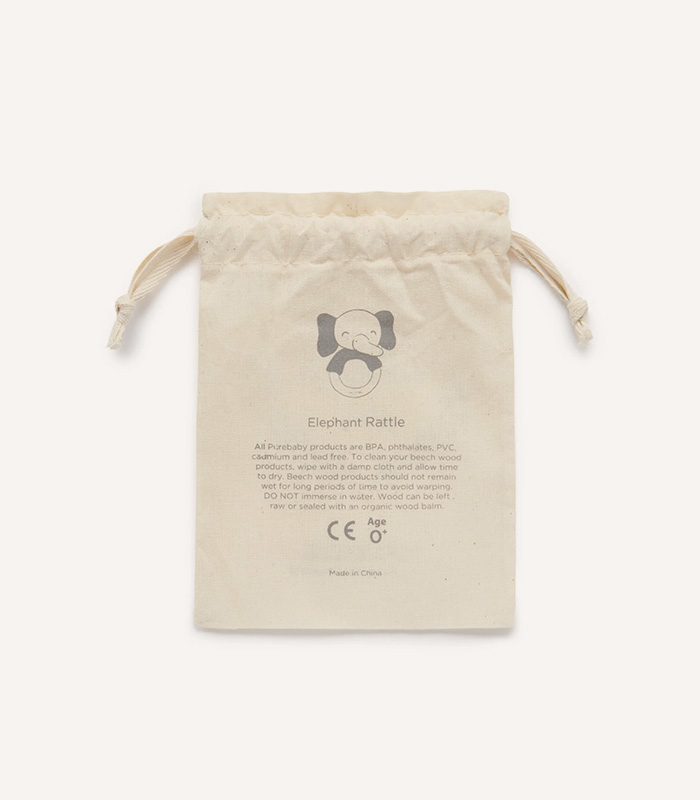 Elephant Rattle
All Purebaby products are BPA, phthalates, PVC,
cadmium and lead free. To clean your beech wood
products, wipe with a damp cloth and allow time
to dry. Beech wood products should not remain
wet for long periods of time to avoid warping.
DO NOT immerse in water. Wood can be left
raw or sealed with an organic wood balm.
CE Age
0+
Made in China